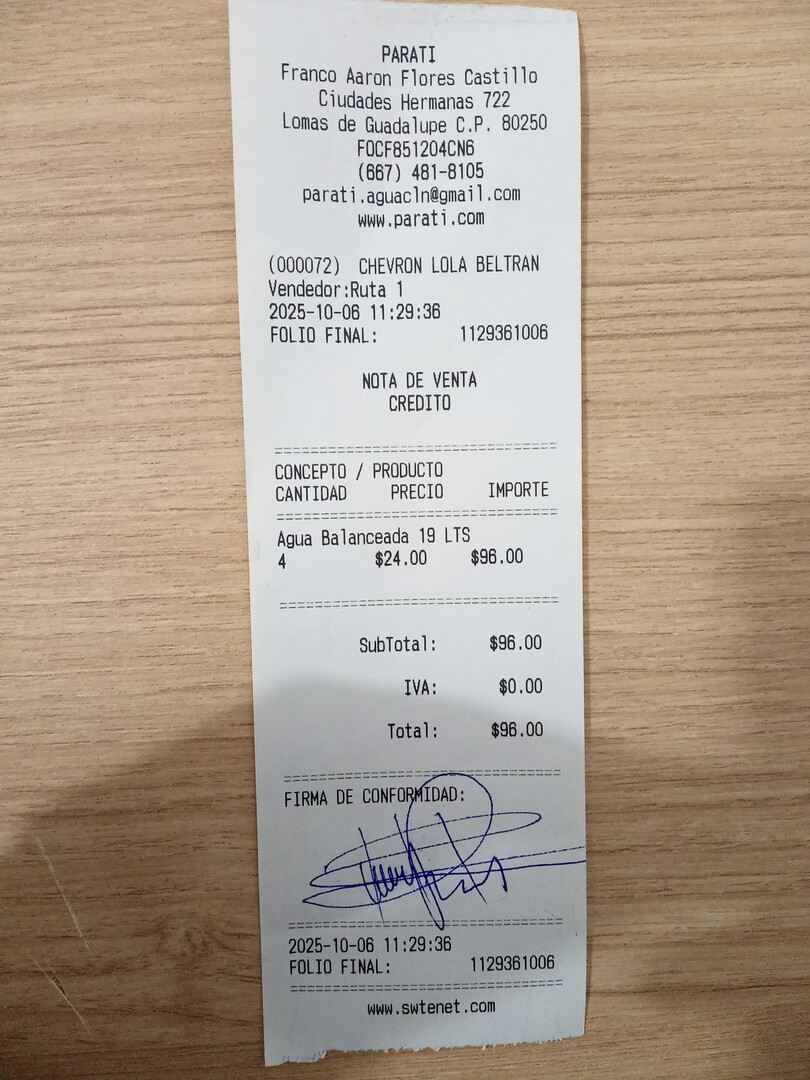 PARATI
Franco Aaron Flores Castillo
Ciudades Hermanas 722
Lomas de Guadalupe C.P. 80250
FOCF851204CN6
(667) 481-8105
parati.aguacln@gmail.com
www.parati.com
(000072) CHEVRON LOLA BELTRAN
Vendedor:Ruta 1
2025-10-06 11:29:36
FOLIO FINAL: 1129361006
NOTA DE VENTA
CREDITO
CONCEPTO / PRODUCTO
CANTIDAD PRECIO IMPORTE
Agua Balanceada 19 LTS
4 $24.00 $96.00
SubTotal: $96.00
IVA: $0.00
Total: $96.00
FIRMA DE CONFORMIDAD:
2025-10-06 11:29:36
FOLIO FINAL: 1129361006
www.swtenet.com